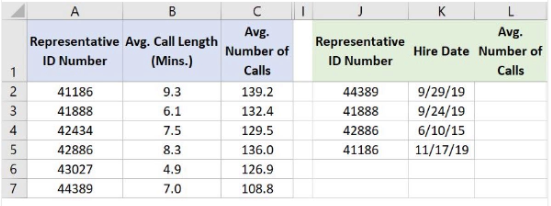 A B C I J K L
1 Representative ID Number Avg. Call Length (Mins.) Avg. Number of Calls Representative ID Number Hire Date Avg. Number of Calls
2 41186 9.3 139.2 44389 9/29/19
3 41888 6.1 132.4 41888 9/24/19
4 42434 7.5 129.5 42886 6/10/15
5 42886 8.3 136.0 41186 11/17/19
6 43027 4.9 126.9
7 44389 7.0 108.8